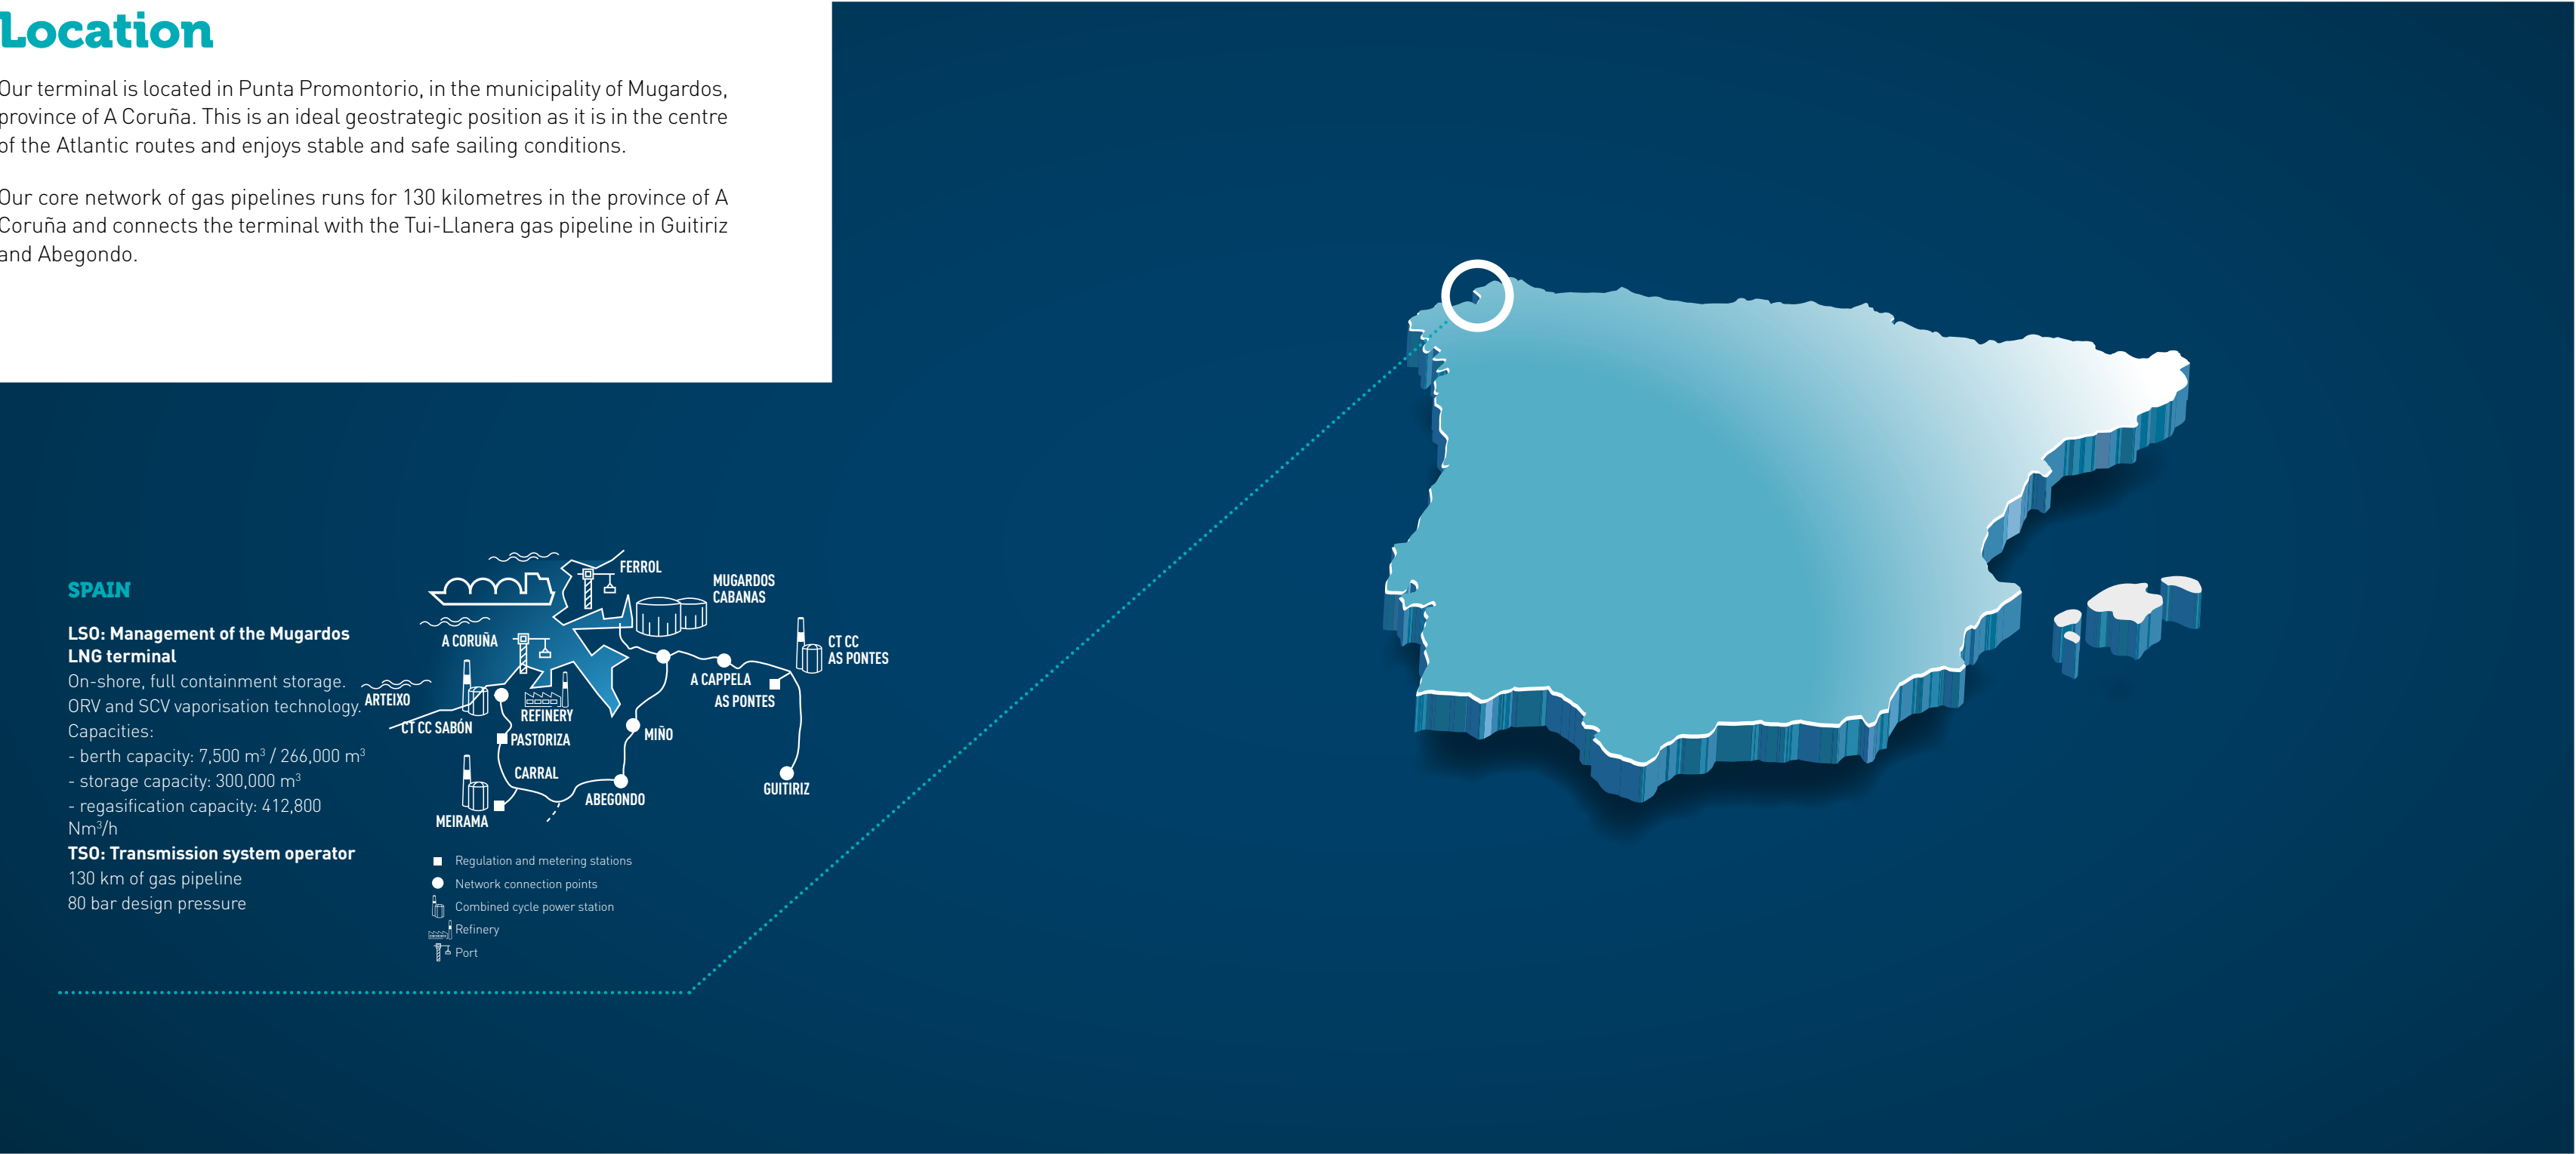 Location
Our terminal is located in Punta Promontorio, in the municipality of Mugardos,
province of A Coruña. This is an ideal geostrategic position as it is in the centre
of the Atlantic routes and enjoys stable and safe sailing conditions.
Our core network of gas pipelines runs for 130 kilometres in the province of A
Coruña and connects the terminal with the Tui-Llanera gas pipeline in Guitiriz
and Abegondo.
SPAIN
LSO: Management of the Mugardos
LNG terminal
On-shore, full containment storage.
ORV and SCV vaporisation technology.
Capacities:
- berth capacity: 7,500 m³ / 266,000 m³
- storage capacity: 300,000 m³
- regasification capacity: 412,800
Nm³/h
TSO: Transmission system operator
130 km of gas pipeline
80 bar design pressure
FERROL
MUGARDOS
CABANAS
A CORUÑA
CT CC
AS PONTES
A CAPPELA
AS PONTES
ARTEIXO
REFINERY
CT CC SABÓN
PASTORIZA
MIÑO
CARRAL
GUITIRIZ
ABEGONDO
MEIRAMA
Regulation and metering stations
Network connection points
Combined cycle power station
Refinery
Port